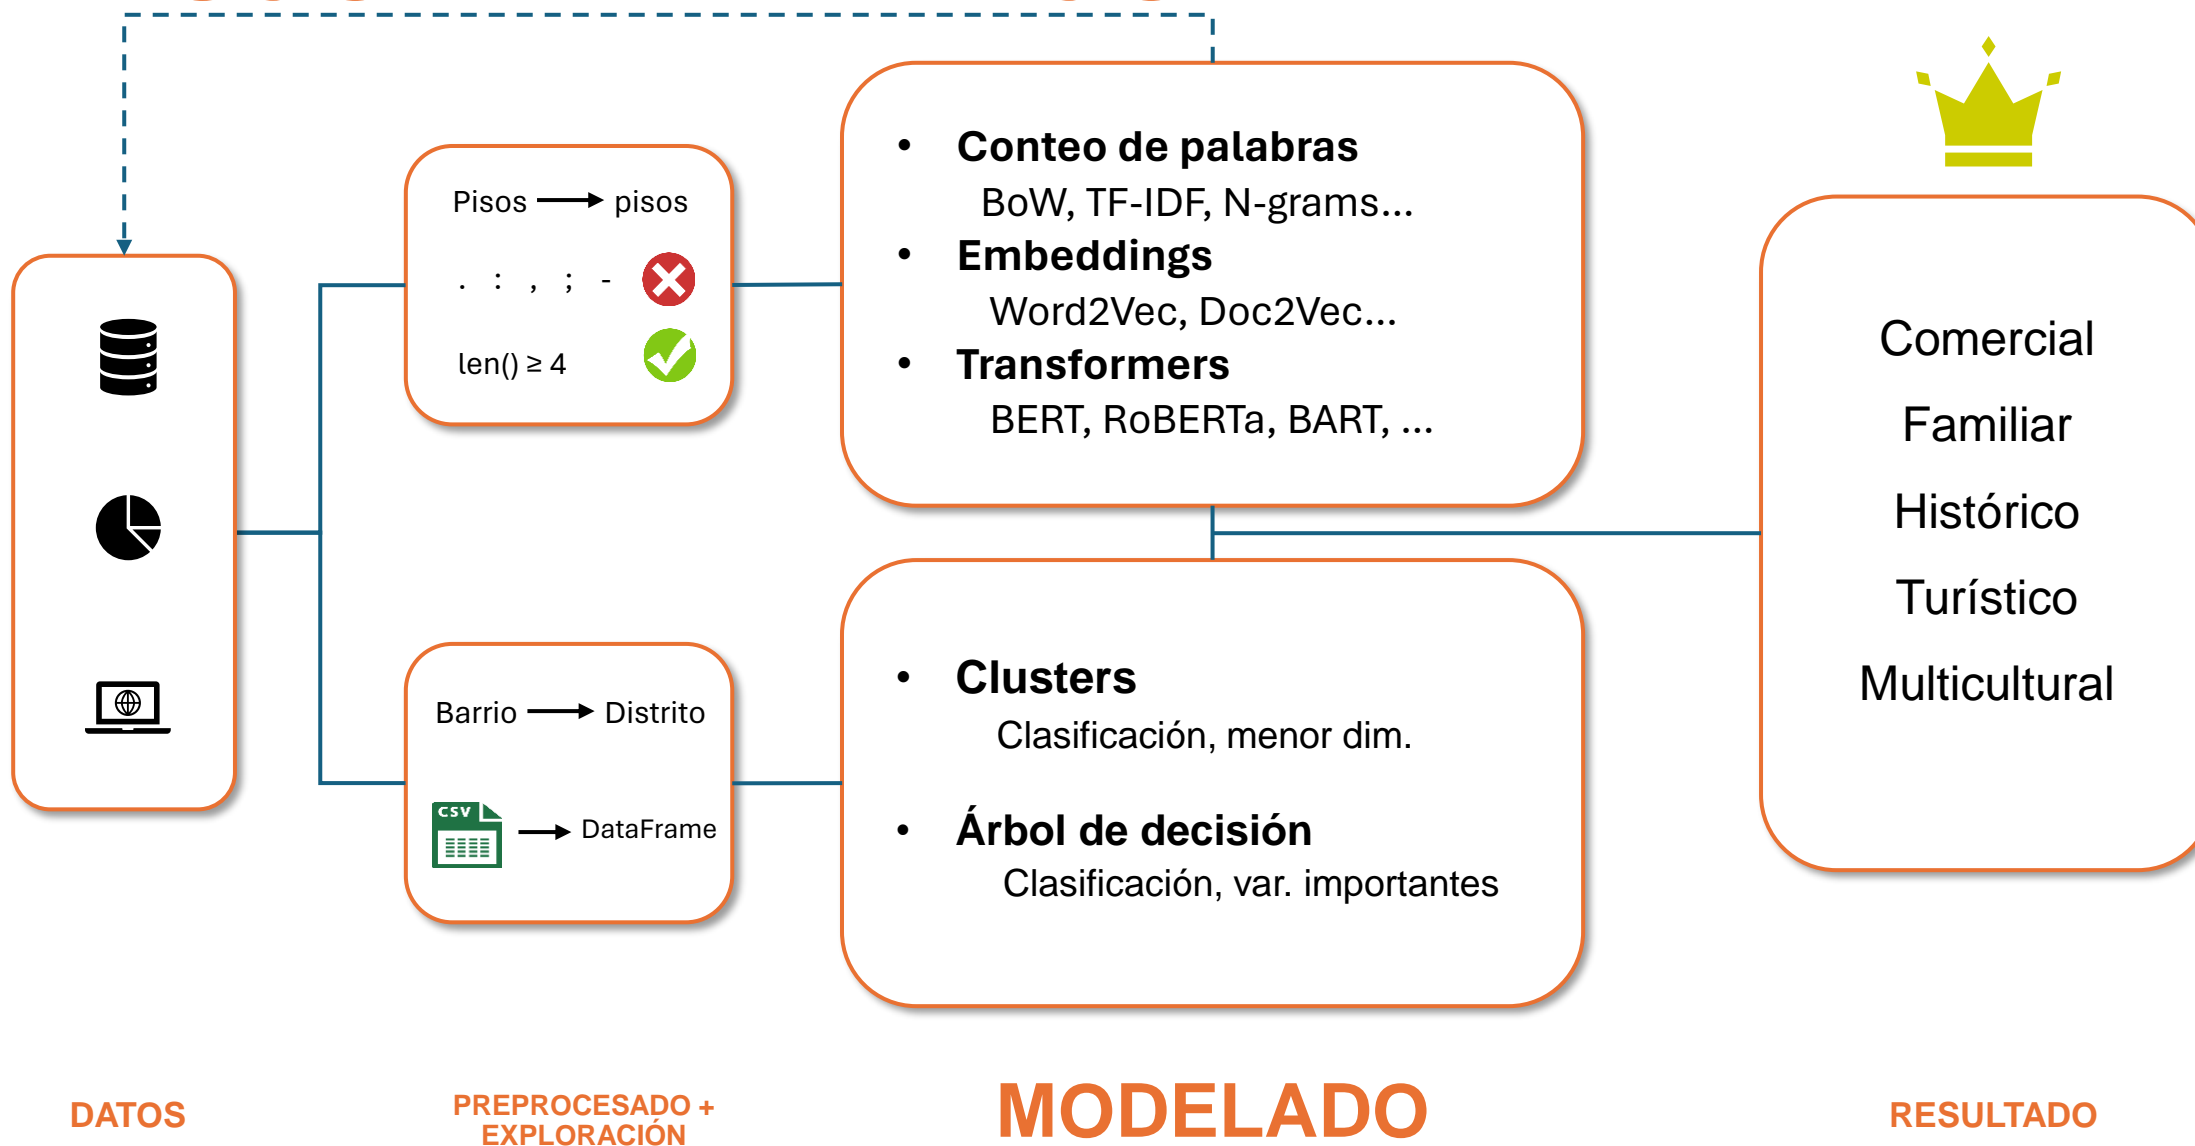 Pisos pisos
. : , ; -
len() ≥ 4
• Conteo de palabras
BoW, TF-IDF, N-grams...
• Embeddings
Word2Vec, Doc2Vec...
• Transformers
BERT, RoBERTa, BART, ...
Barrio Distrito
CSV DataFrame
• Clusters
Clasificación, menor dim.
• Árbol de decisión
Clasificación, var. importantes
Comercial
Familiar
Histórico
Turístico
Multicultural
DATOS
PREPROCESADO +
EXPLORACIÓN
MODELADO
RESULTADO